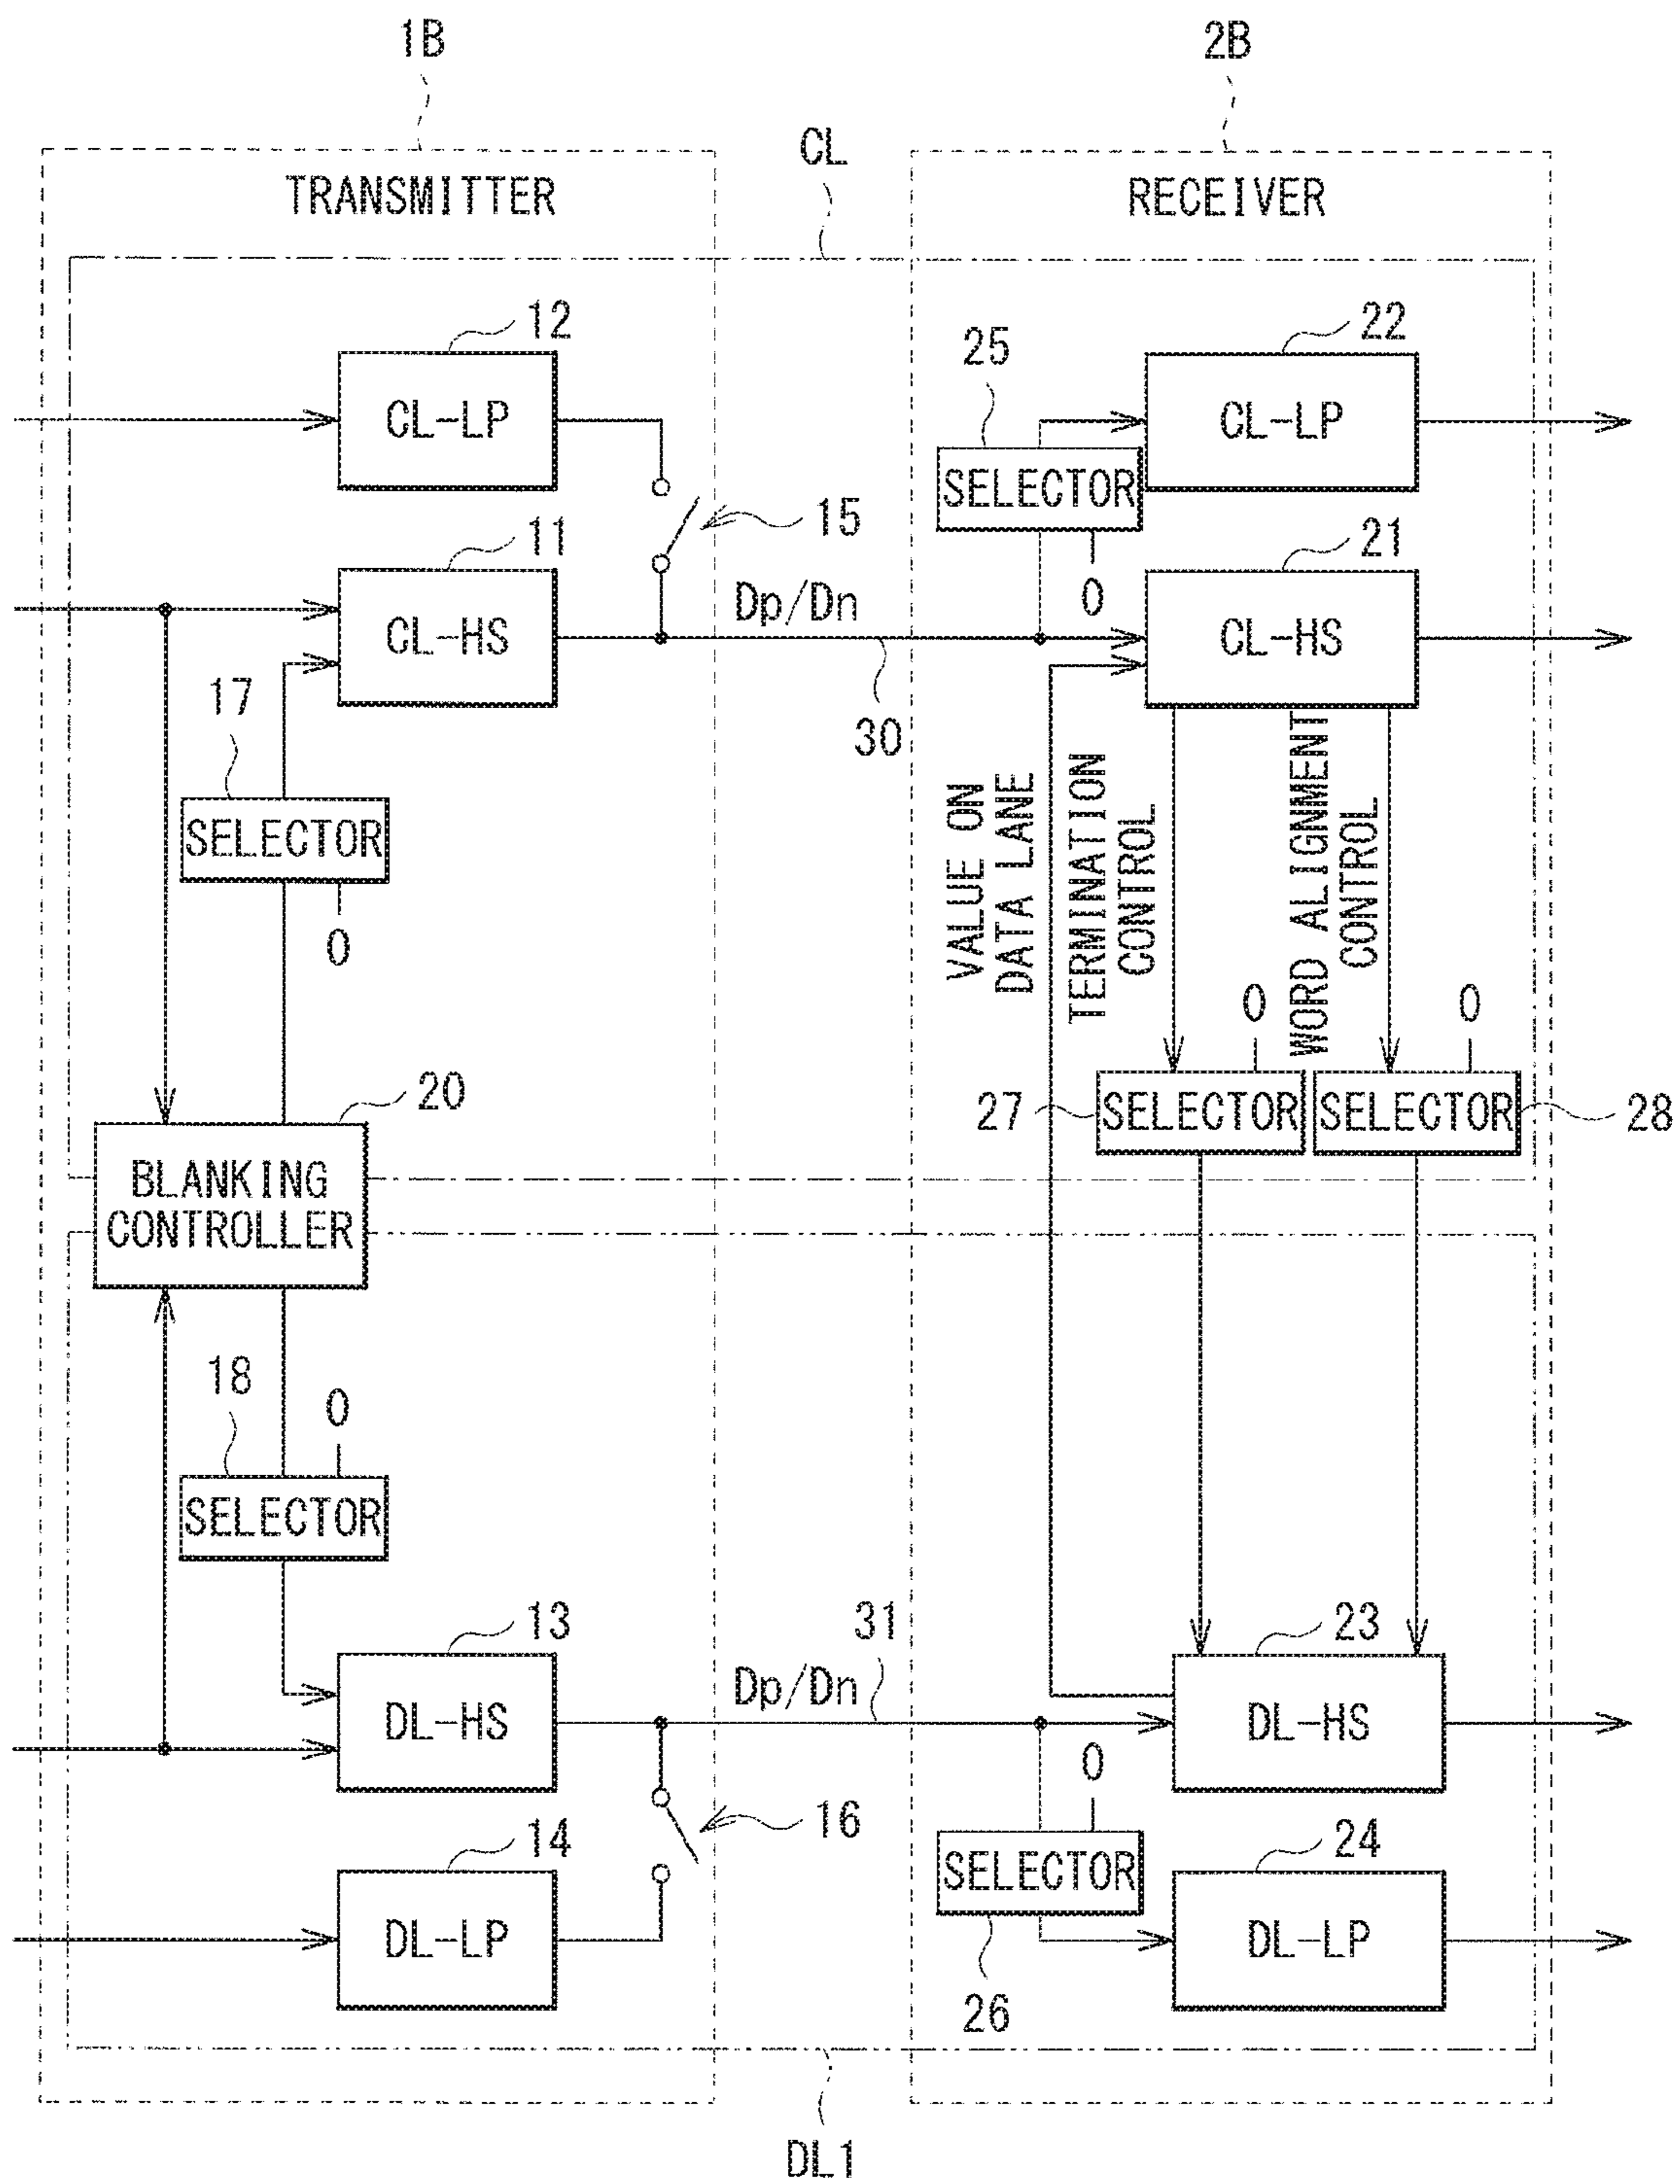 1B
2B
CL
TRANSMITTER
RECEIVER
12
22
25
CL-LP
CL-LP
SELECTOR
15
11
21
0
Dp/Dn
CL-HS
CL-HS
17
30
SELECTOR
0
VALUE ON
DATA LANE
TERMINATION
CONTROL
WORD ALIGNMENT
CONTROL
0
0
20
27
SELECTOR
SELECTOR
28
BLANKING
CONTROLLER
18
0
SELECTOR
13
31
23
Dp/Dn
DL-HS
DL-HS
0
16
14
24
SELECTOR
DL-LP
DL-LP
26
DL1